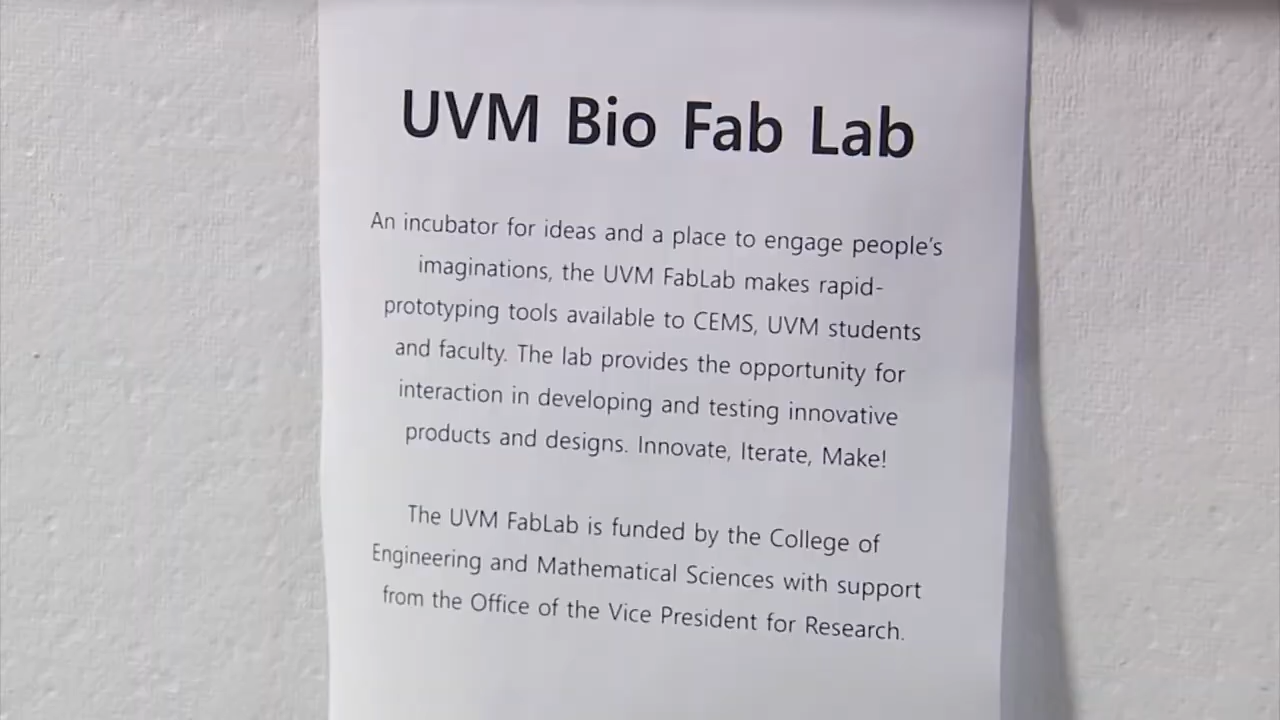 UVM Bio Fab Lab
An incubator for ideas and a place to engage people's
imaginations, the UVM FabLab makes rapid-
prototyping tools available to CEMS, UVM students
and faculty. The lab provides the opportunity for
interaction in developing and testing innovative
products and designs. Innovate, Iterate, Make!
The UVM FabLab is funded by the College of
Engineering and Mathematical Sciences with support
from the Office of the Vice President for Research.